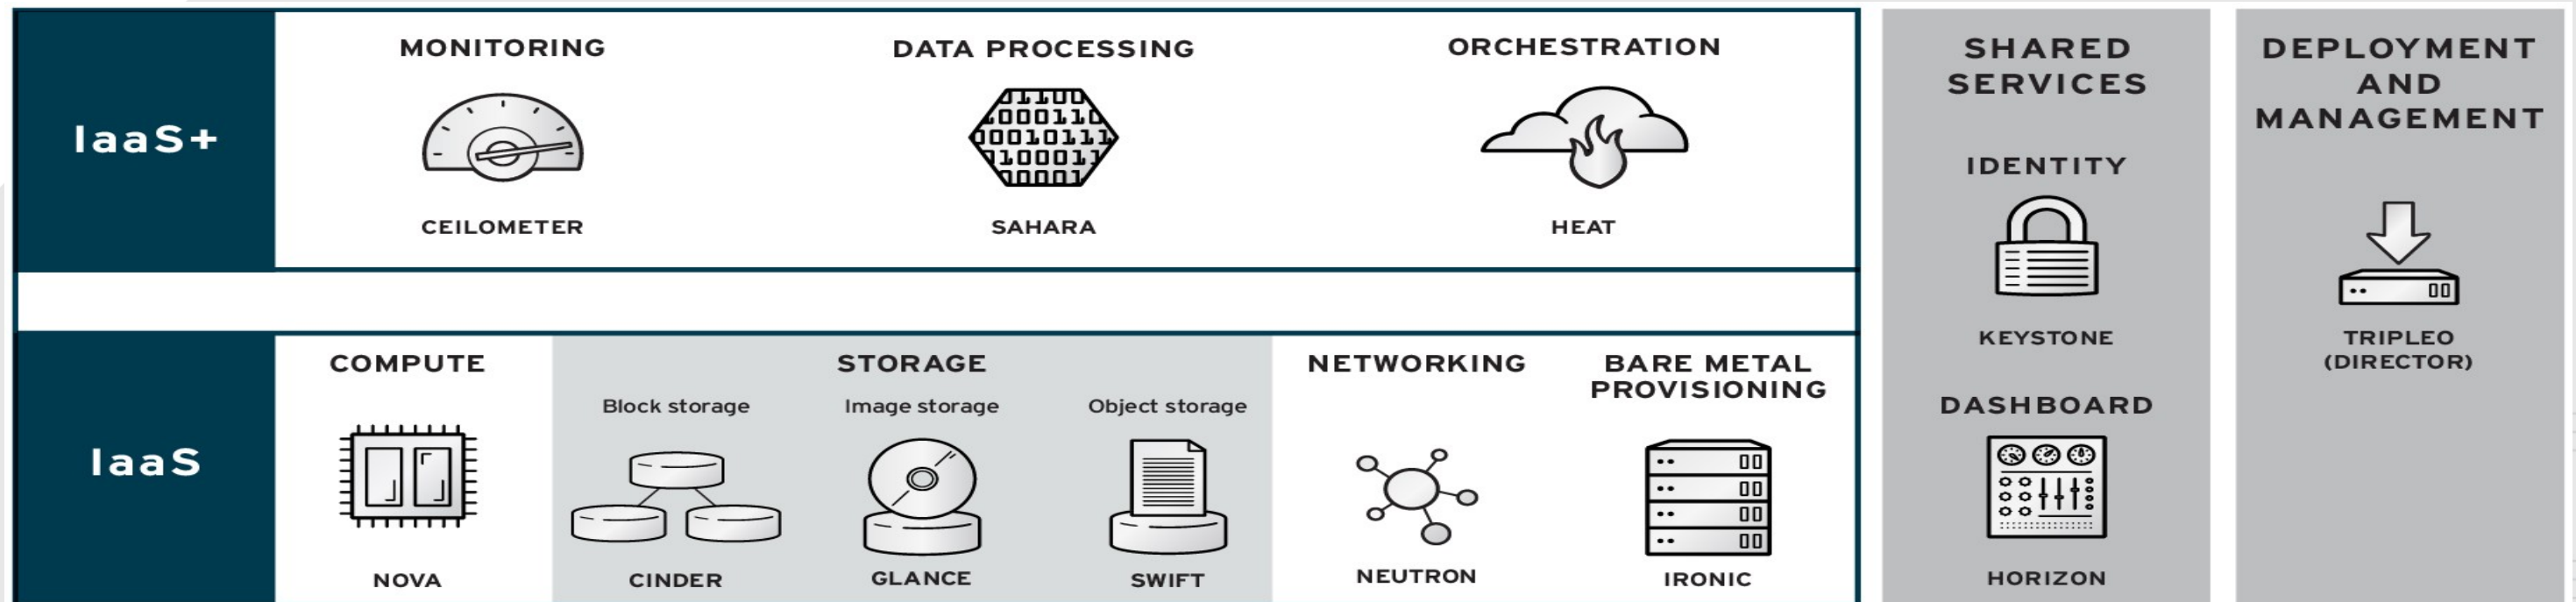 IaaS+
MONITORING
CEILOMETER
DATA PROCESSING
SAHARA
ORCHESTRATION
HEAT
IaaS
COMPUTE
NOVA
STORAGE
Block storage
CINDER
Image storage
GLANCE
Object storage
SWIFT
NETWORKING
NEUTRON
BARE METAL
PROVISIONING
IRONIC
SHARED
SERVICES
IDENTITY
KEYSTONE
DASHBOARD
HORIZON
DEPLOYMENT
AND
MANAGEMENT
TRIPLEO
(DIRECTOR)